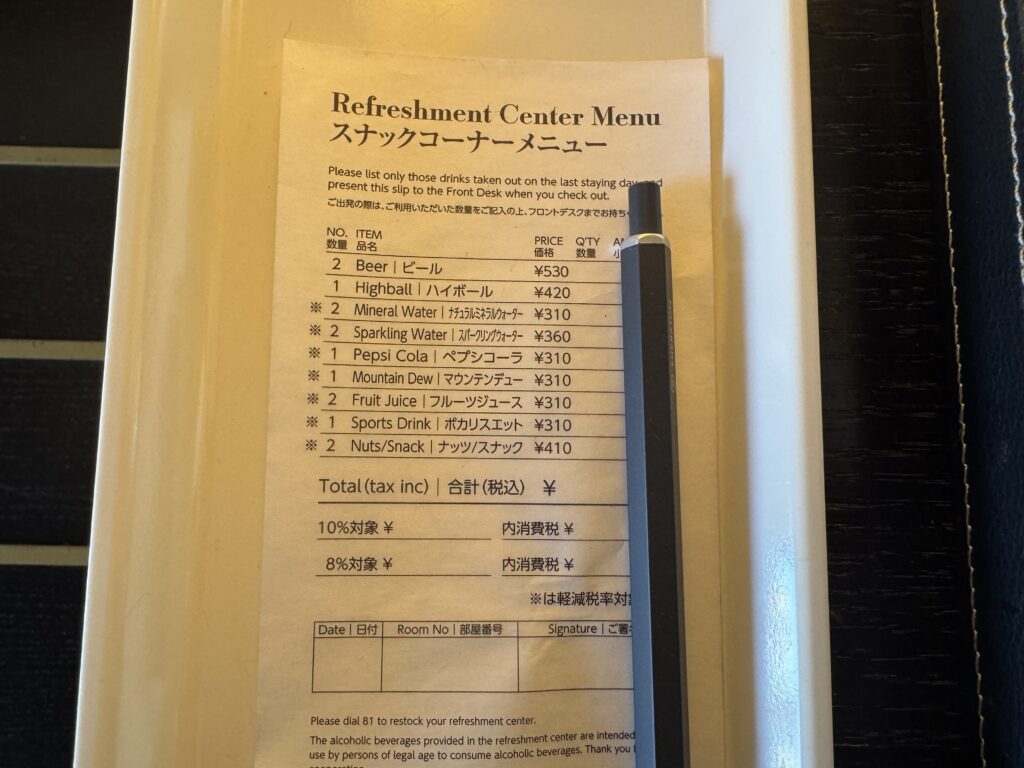 Refreshment Center Menu
スナックコーナーメニュー
Please list only those drinks taken out on the last staying day and
present this slip to the Front Desk when you check out.
ご出発の際は、ご利用いただいた数量をご記入の上、フロントデスクまでお持ち
NO. ITEM PRICE Q'TY
数量 品名 価格 数量 小
2 Beer | ビール ¥530
1 Highball | ハイボール ¥420
※ 2 Mineral Water | ナチュラルミネラルウォーター ¥310
※ 2 Sparkling Water | スパークリングウォーター ¥360
※ 1 Pepsi Cola | ペプシコーラ ¥310
※ 1 Mountain Dew | マウンテンデュー ¥310
※ 2 Fruit Juice | フルーツジュース ¥310
※ 1 Sports Drink | ポカリスエット ¥310
※ 2 Nuts/Snack | ナッツ/スナック ¥410
Total (tax inc) | 合計 (税込) ¥
10%対象 ¥ 内消費税 ¥
8%対象 ¥ 内消費税 ¥
※は軽減税率対
Date | 日付 Room No | 部屋番号 Signature | ご署
Please dial 81 to restock your refreshment center.
The alcoholic beverages provided in the refreshment center are intended
use by persons of legal age to consume alcoholic beverages. Thank you